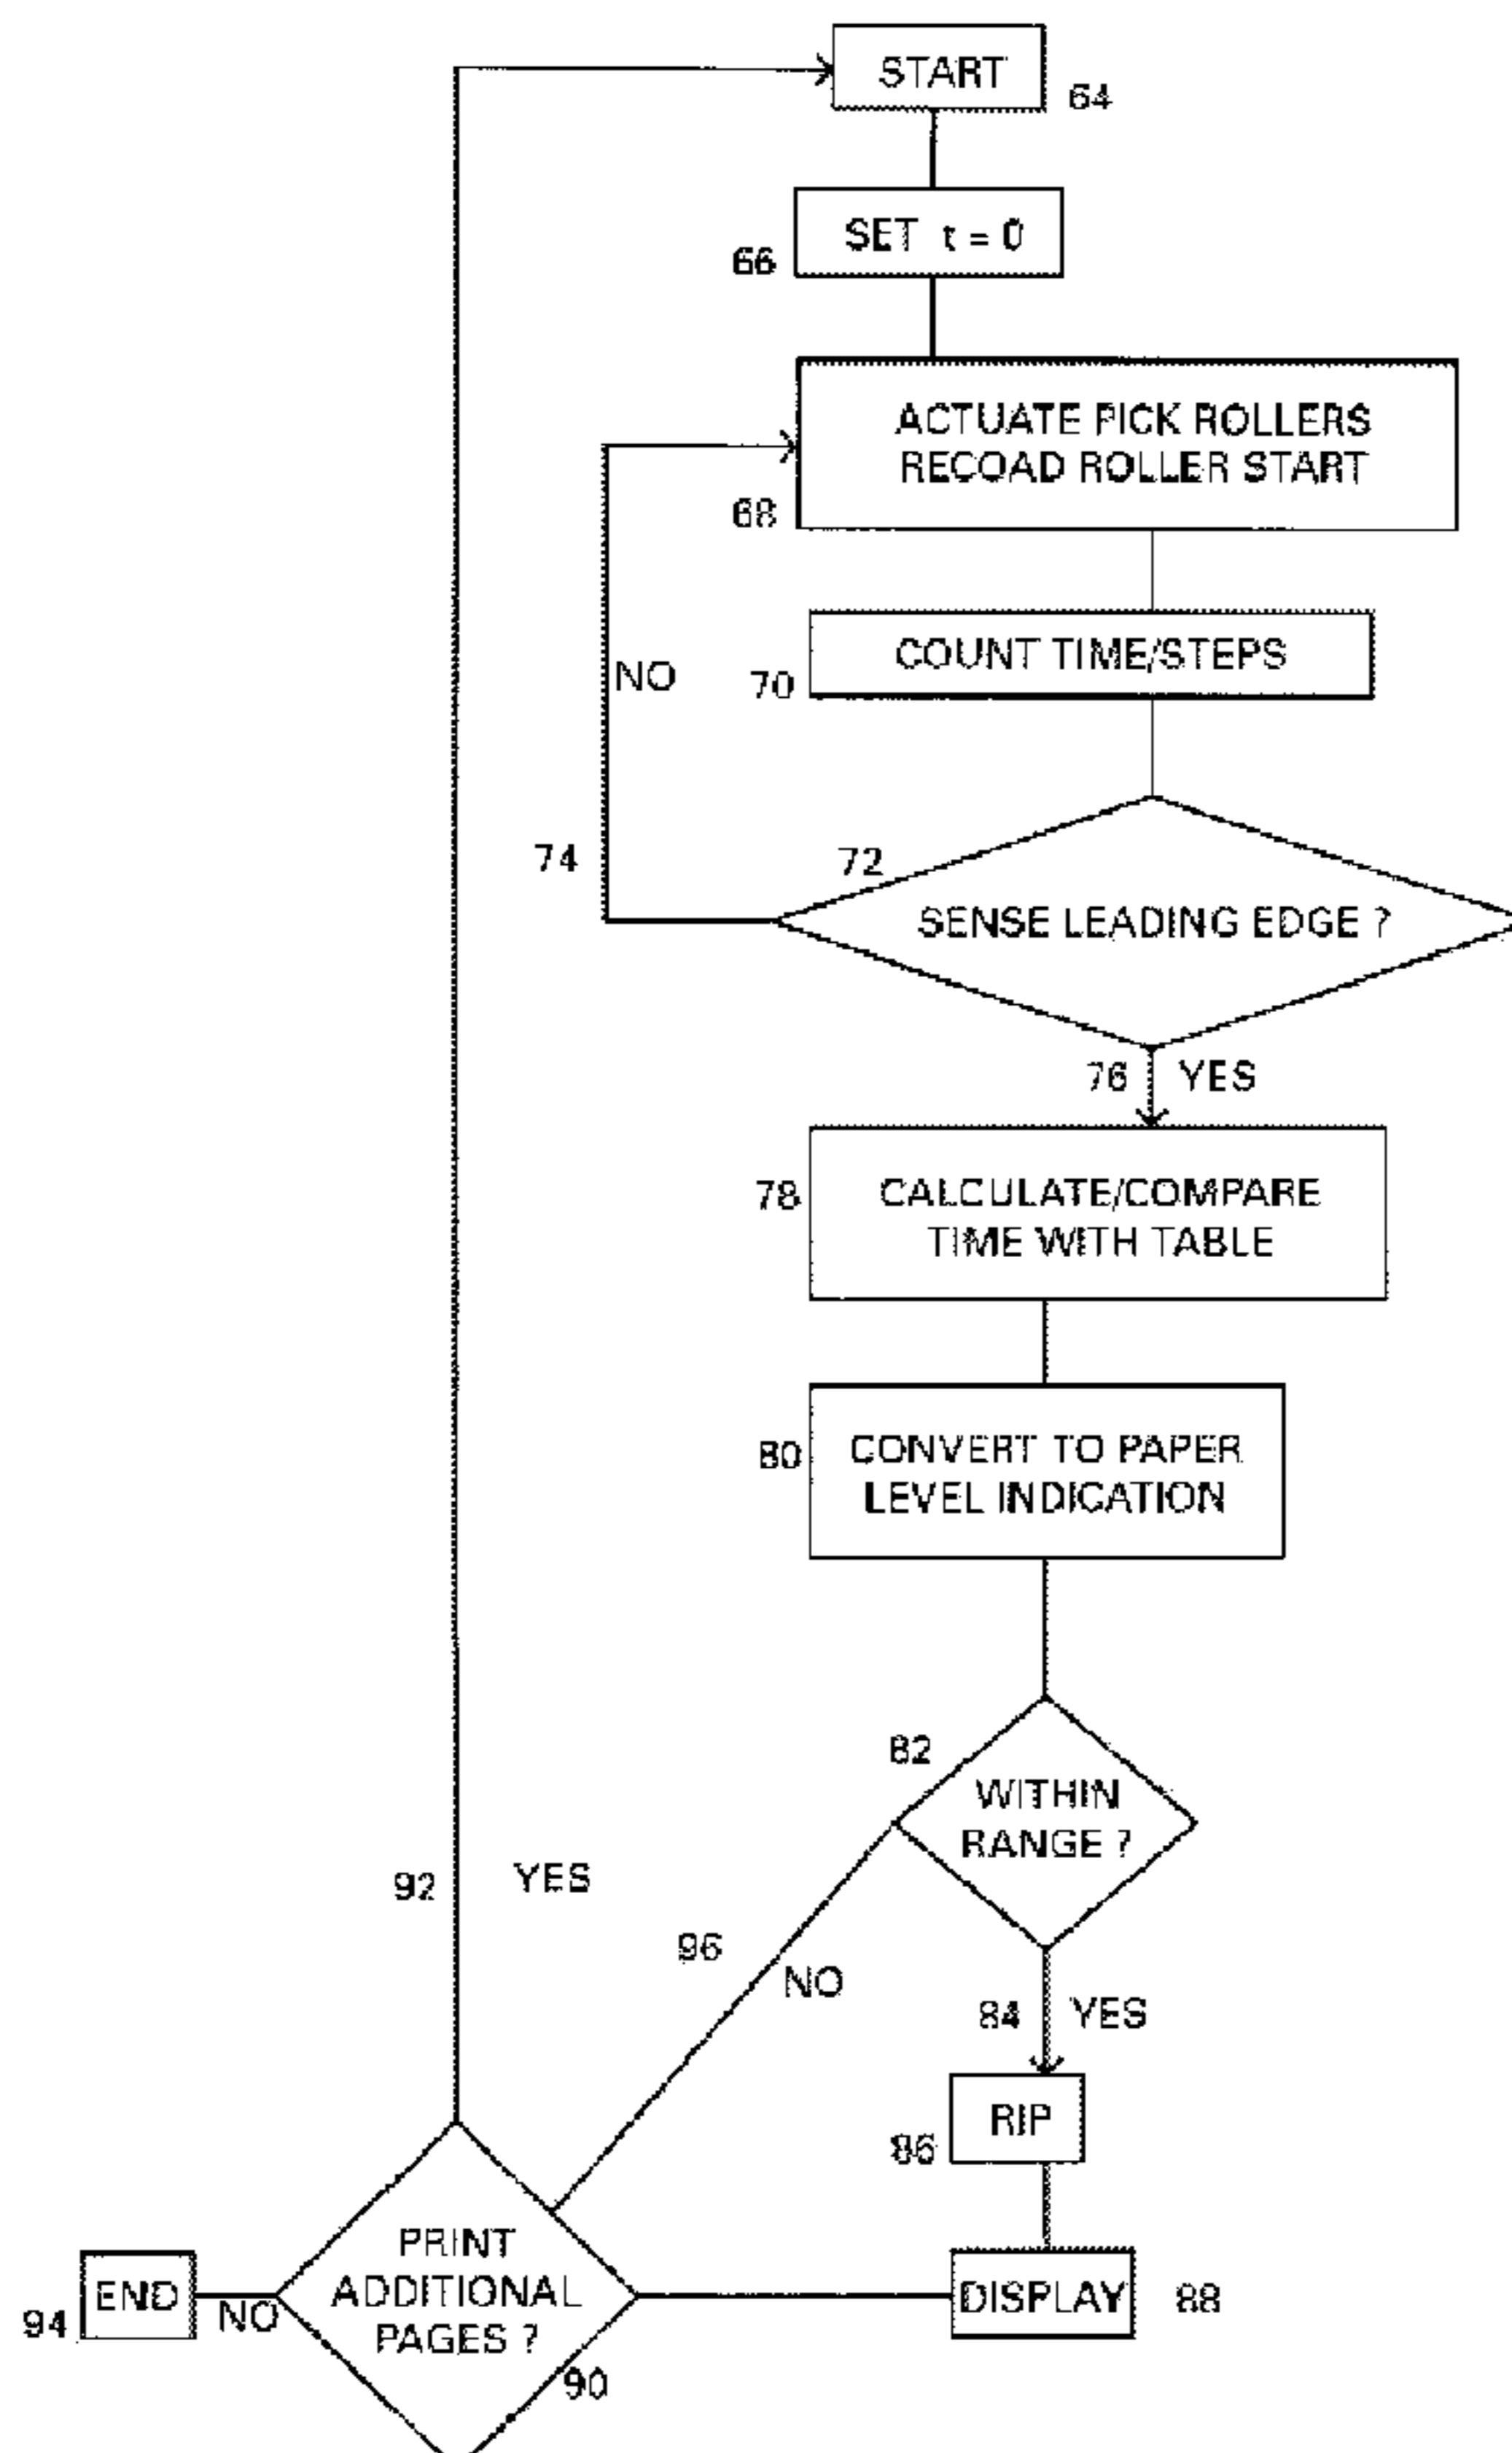 START
64
SET t = 0
66
ACTUATE PICK ROLLERS
RECOAD ROLLER START
68
COUNT TIME/STEPS
NO
70
74
72
SENSE LEADING EDGE ?
76 YES
78
CALCULATE/COMPARE
TIME WITH TABLE
80
CONVERT TO PAPER
LEVEL INDICATION
82
WITHIN
RANGE ?
92
YES
96
NO
84 YES
RIP
86
PRINT
ADDITIONAL
PAGES ?
END
NO
94
DISPLAY
88
90